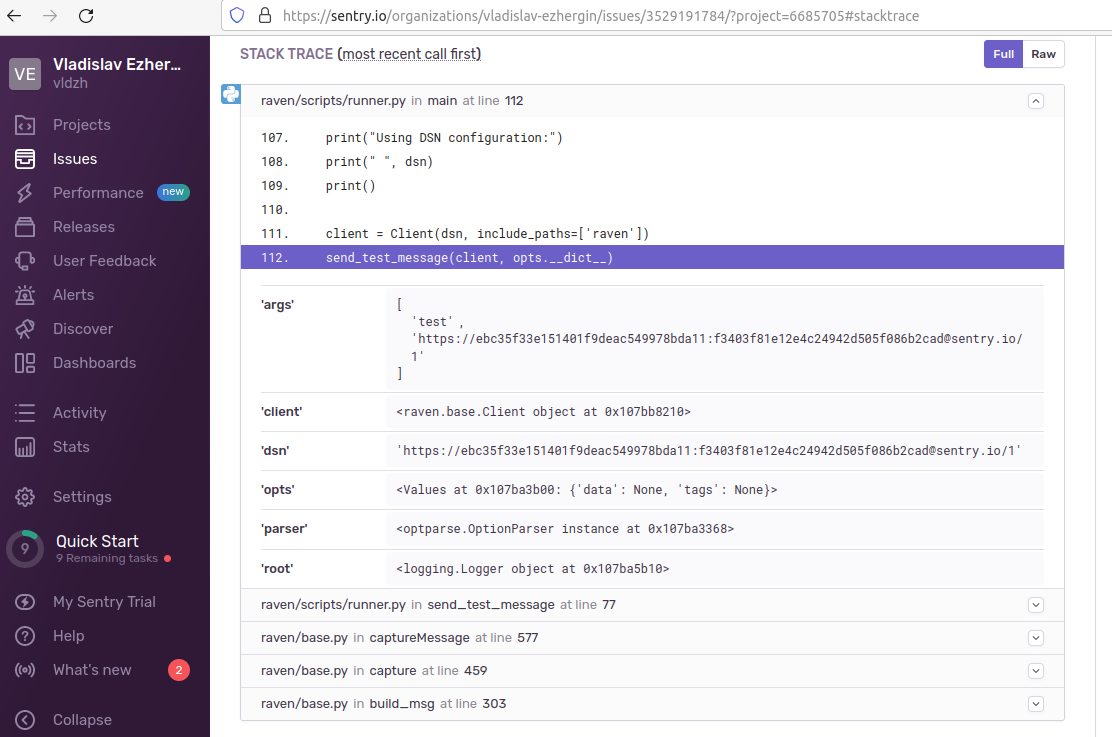 https://sentry.io/organizations/vladislav-ezhergin/issues/3529191784/?project=6685705#stacktrace
VE
Vladislav Ezher...
vldzh
Projects
Issues
Performance new
Releases
User Feedback
Alerts
Discover
Dashboards
Activity
Stats
Settings
9
Quick Start
9 Remaining tasks
My Sentry Trial
Help
What's new 2
Collapse
STACK TRACE (most recent call first)
Full Raw
raven/scripts/runner.py in main at line 112
107. print("Using DSN configuration:")
108. print(" ", dsn)
109. print()
110.
111. client = Client(dsn, include_paths=['raven'])
112. send_test_message(client, opts.__dict__)
'args' [
'test' ,
'https://ebc35f33e151401f9deac549978bda11:f3403f81e12e4c24942d505f086b2cad@sentry.io/
1'
]
'client' <raven.base.Client object at 0x107bb8210>
'dsn' 'https://ebc35f33e151401f9deac549978bda11:f3403f81e12e4c24942d505f086b2cad@sentry.io/1'
'opts' <Values at 0x107ba3b00: {'data': None, 'tags': None}>
'parser' <optparse.OptionParser instance at 0x107ba3368>
'root' <logging.Logger object at 0x107ba5b10>
raven/scripts/runner.py in send_test_message at line 77
raven/base.py in captureMessage at line 577
raven/base.py in capture at line 459
raven/base.py in build_msg at line 303